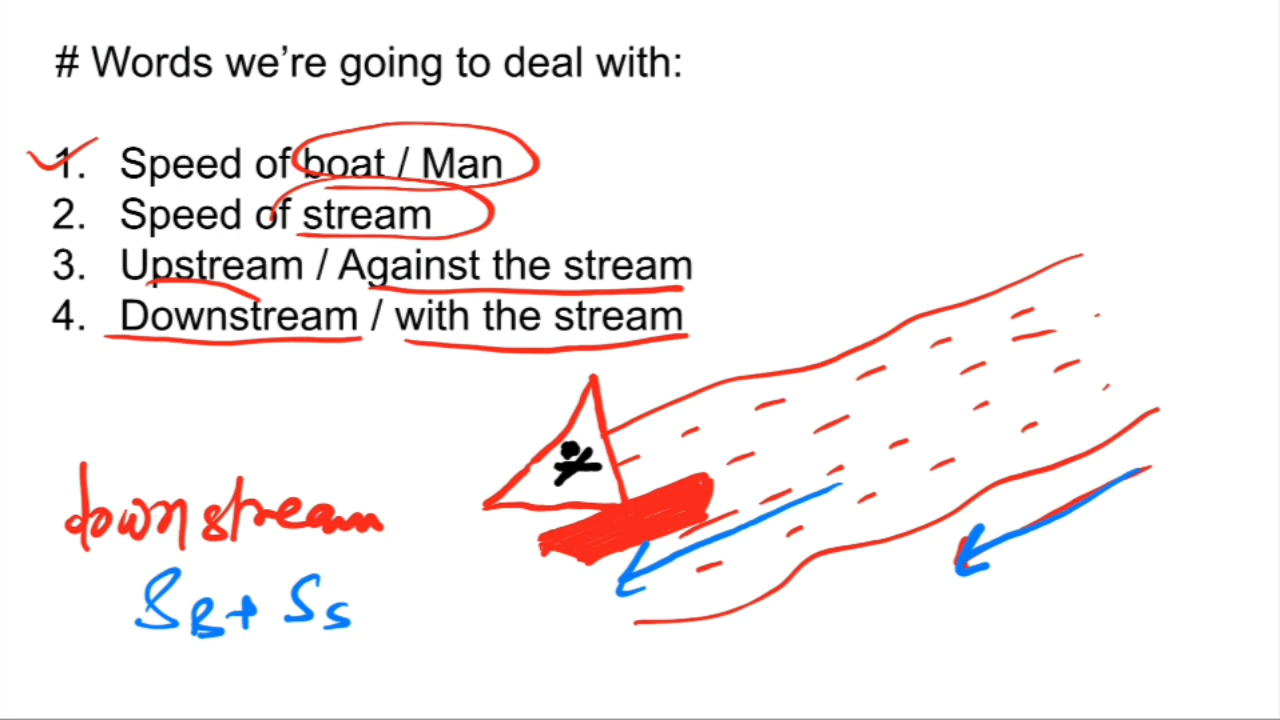 # Words we’re going to deal with:
1. Speed of boat / Man
2. Speed of stream
3. Upstream / Against the stream
4. Downstream / with the stream
downstream
SB + SS